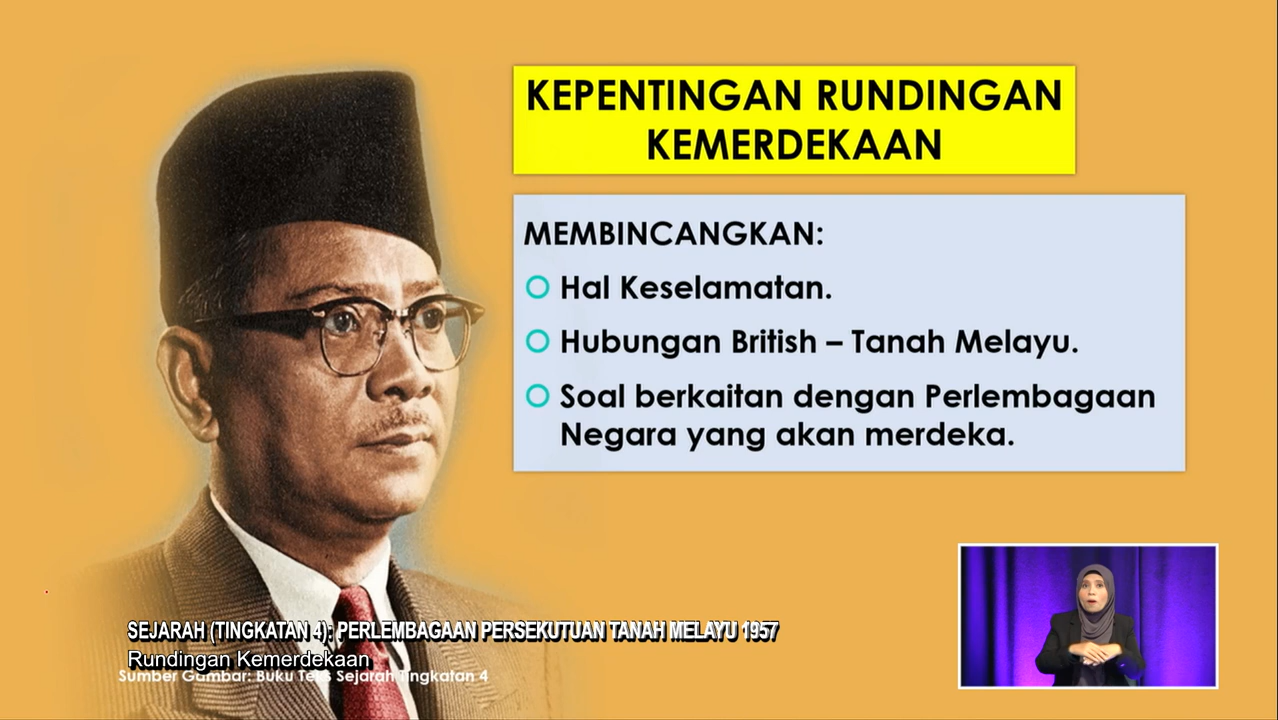 KEPENTINGAN RUNDINGAN
KEMERDEKAAN
MEMBINCANGKAN:
Hal Keselamatan.
Hubungan British – Tanah Melayu.
Soal berkaitan dengan Perlembagaan
Negara yang akan merdeka.
SEJARAH (TINGKATAN 4): PERLEMBAGAAN PERSEKUTUAN TANAH MELAYU 1957
Rundingan Kemerdekaan
Sumber Gambar: Buku Teks Sejarah Tingkatan 4